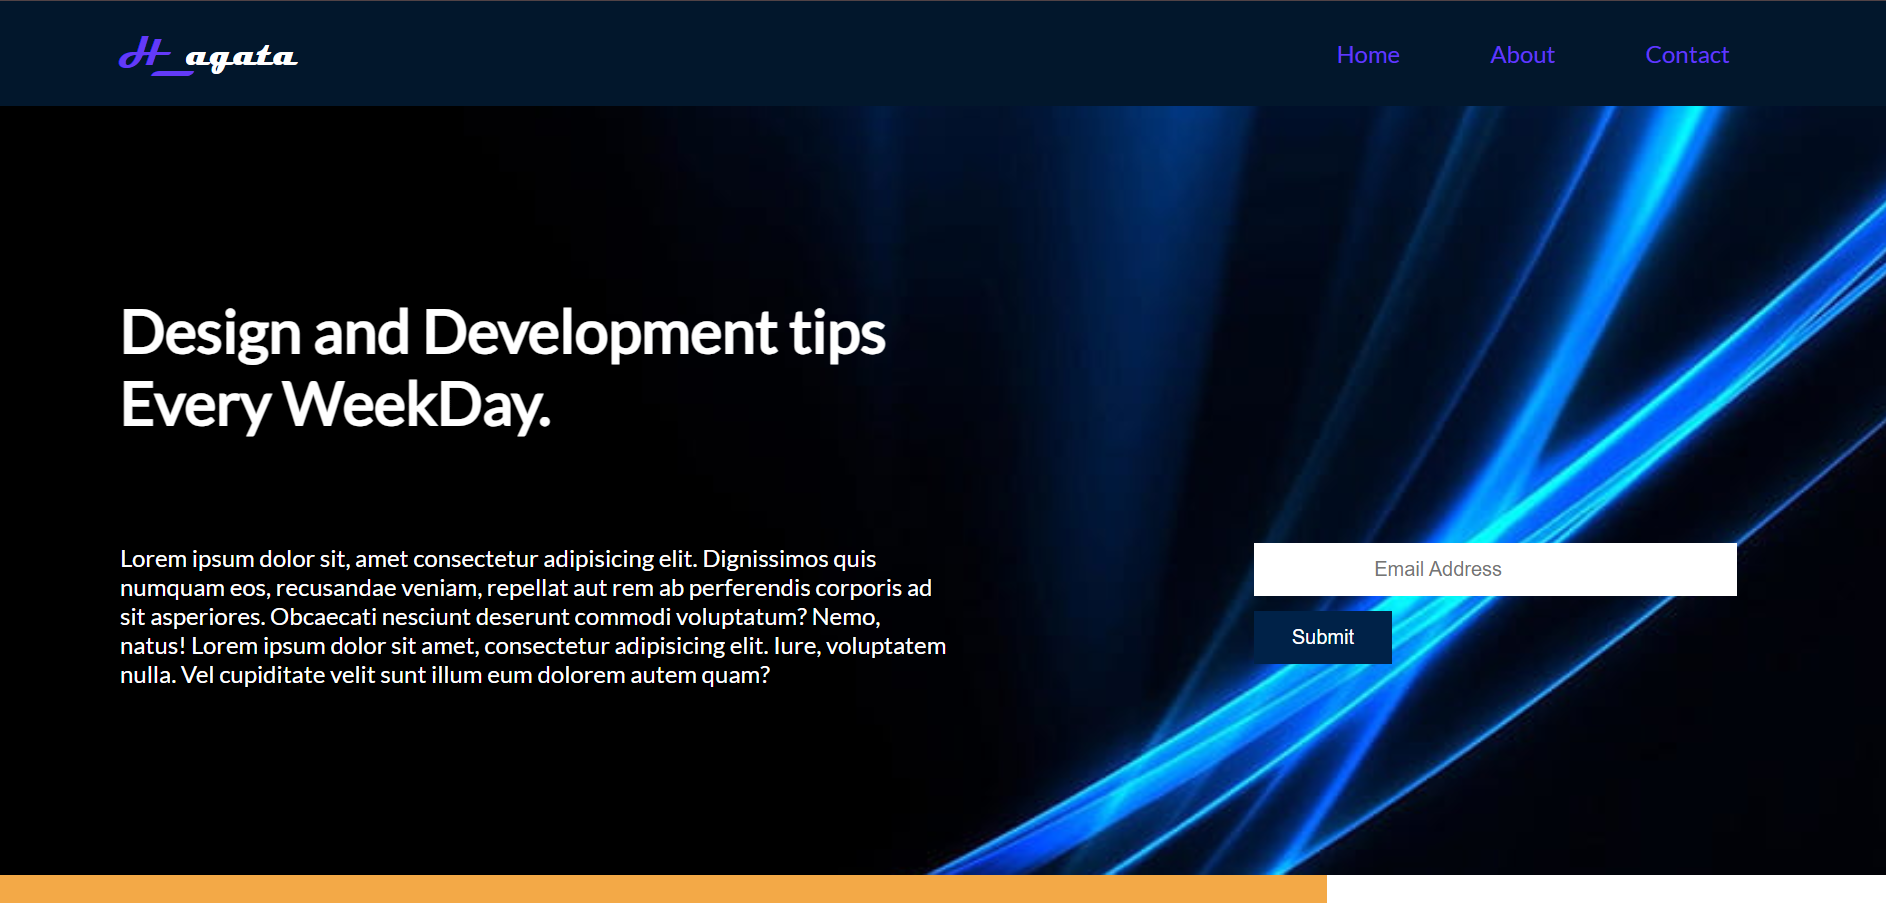 H_agata
Home
About
Contact
Design and Development tips
Every WeekDay.
Lorem ipsum dolor sit, amet consectetur adipisicing elit. Dignissimos quis
numquam eos, recusandae veniam, repellat aut rem ab perferendis corporis ad
sit asperiores. Obcaecati nesciunt deserunt commodi voluptatum? Nemo,
natus! Lorem ipsum dolor sit amet, consectetur adipisicing elit. Iure, voluptatem
nulla. Vel cupiditate velit sunt illum eum dolorem autem quam?
Email Address
Submit